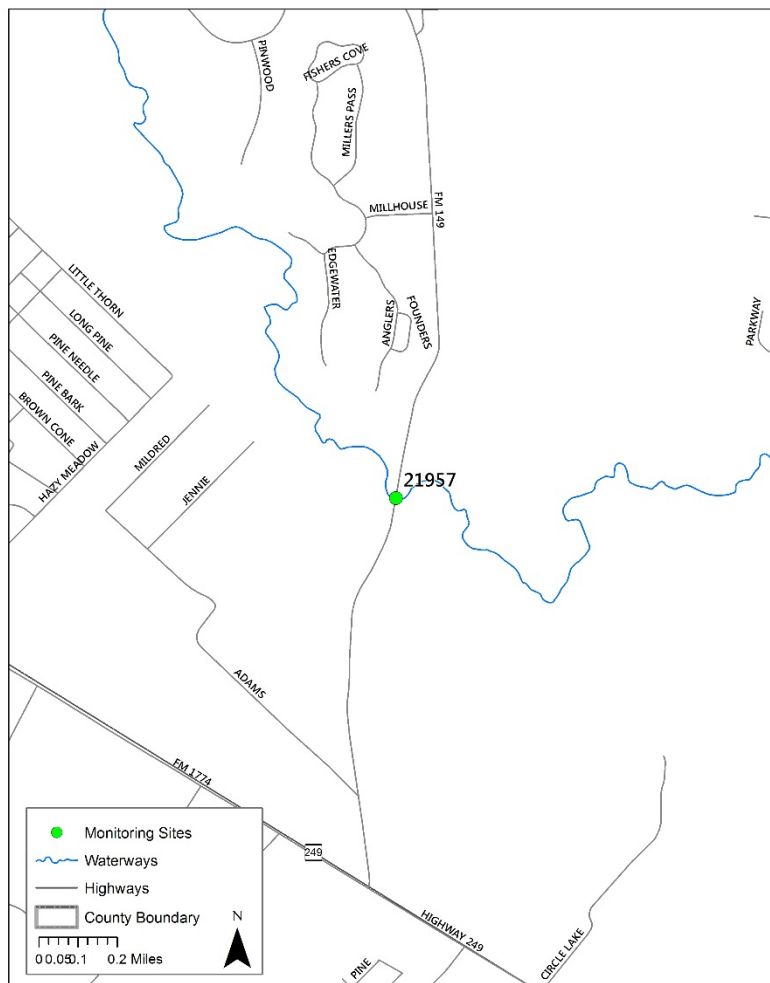 PINWOOD
FISHERS COVE
MILLERS PASS
MILLHOUSE
FM 149
EDGEWATER
ANGLERS
FOUNDERS
PARKWAY
LITTLE THORN
LONG PINE
PINE NEEDLE
PINE BARK
BROWN CONE
HAZY MEADOW
MILDRED
JENNIE
21957
ADAMS
FM 1774
249
HIGHWAY 249
CIRCLE LAKE
PINE
Monitoring Sites
Waterways
Highways
County Boundary
N
0 0.05 0.1 0.2 Miles